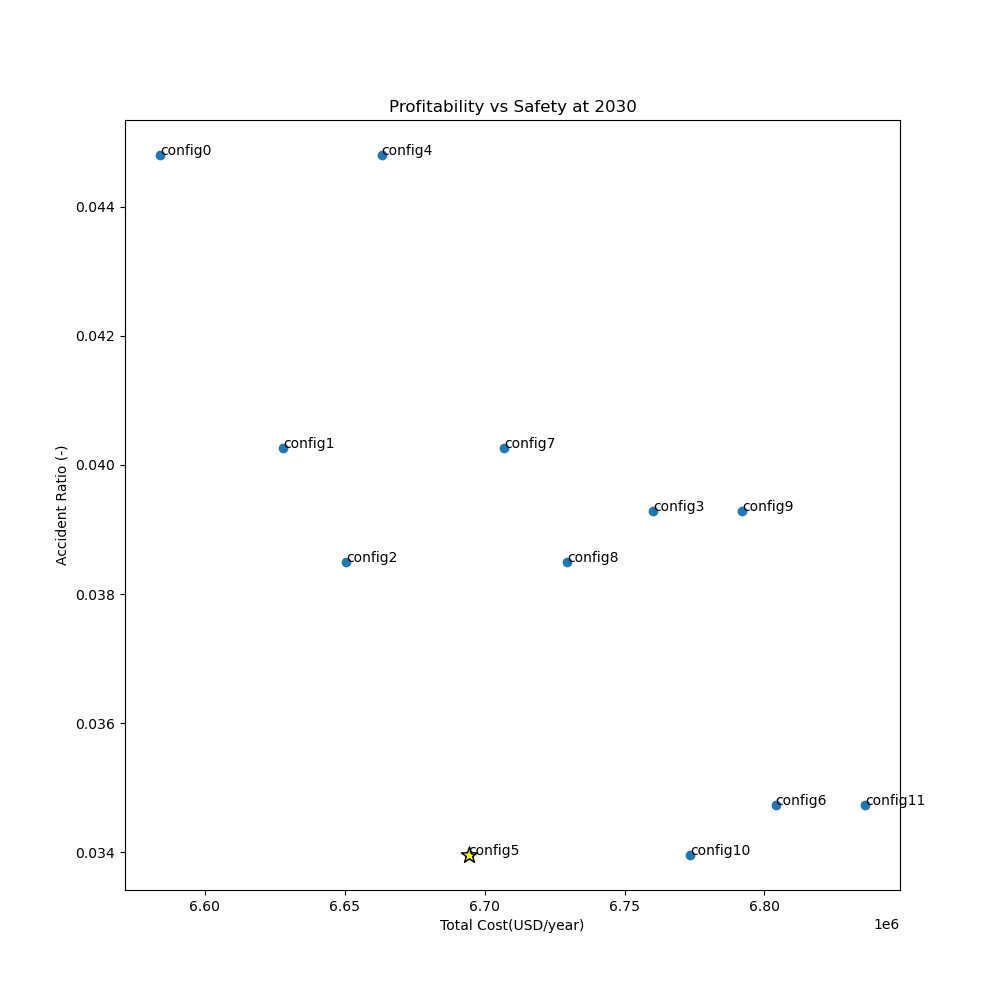 Profitability vs Safety at 2030
config0
config4
0.044
0.042
config1
config7
0.040
config3
config9
config2
config8
0.038
0.036
config6
config11
config5
config10
0.034
Accident Ratio (-)
6.60
6.65
6.70
6.75
6.80
Total Cost(USD/year)
1e6